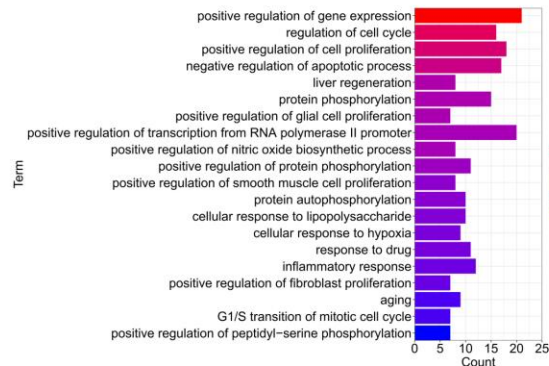 positive regulation of gene expression
regulation of cell cycle
positive regulation of cell proliferation
negative regulation of apoptotic process
liver regeneration
protein phosphorylation
positive regulation of glial cell proliferation
positive regulation of transcription from RNA polymerase II promoter
positive regulation of nitric oxide biosynthetic process
positive regulation of protein phosphorylation
positive regulation of smooth muscle cell proliferation
protein autophosphorylation
cellular response to lipopolysaccharide
cellular response to hypoxia
response to drug
inflammatory response
positive regulation of fibroblast proliferation
aging
G1/S transition of mitotic cell cycle
positive regulation of peptidyl−serine phosphorylation
Term
0 5 10 15 20 25
Count